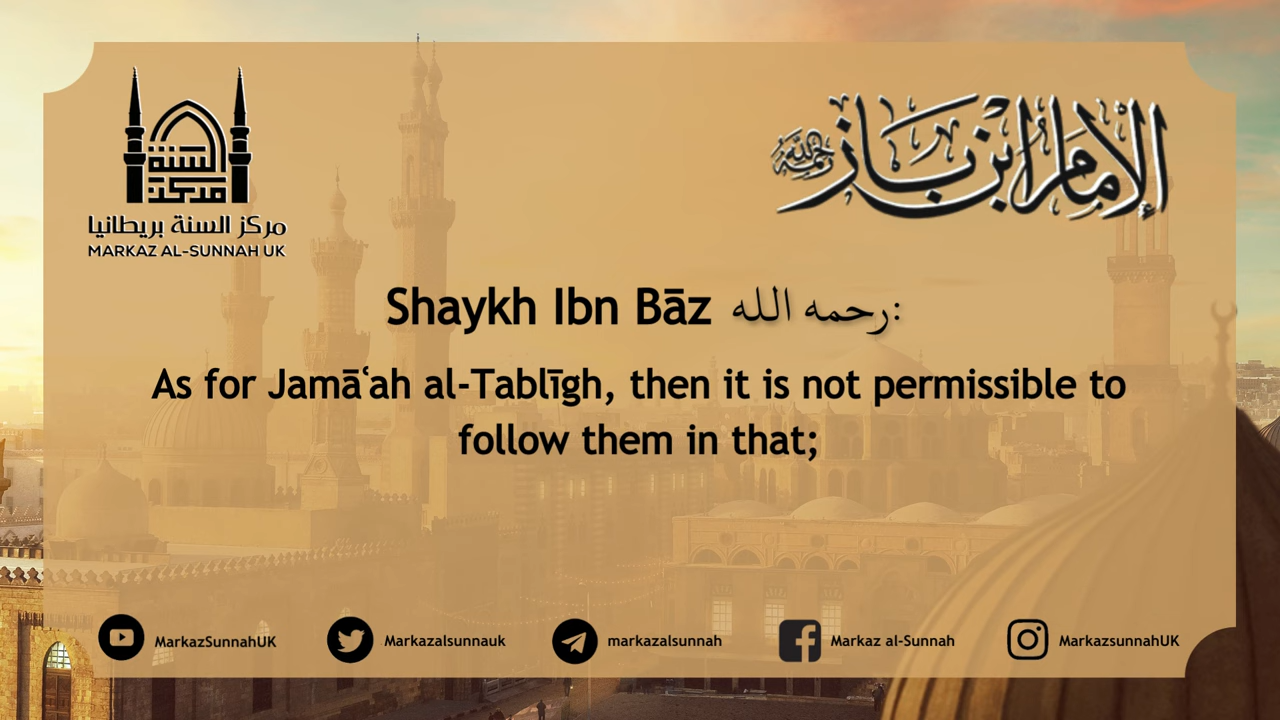 السنة
مركز
مركز السنة بريطانيا
MARKAZ AL-SUNNAH UK
الإمام ابن باز رحمه الله
Shaykh Ibn Bāz رحمه الله:
As for Jamāʿah al-Tablīgh, then it is not permissible to
follow them in that;
MarkazSunnahUK
Markazalsunnauk
markazalsunnah
Markaz al-Sunnah
MarkazsunnahUK